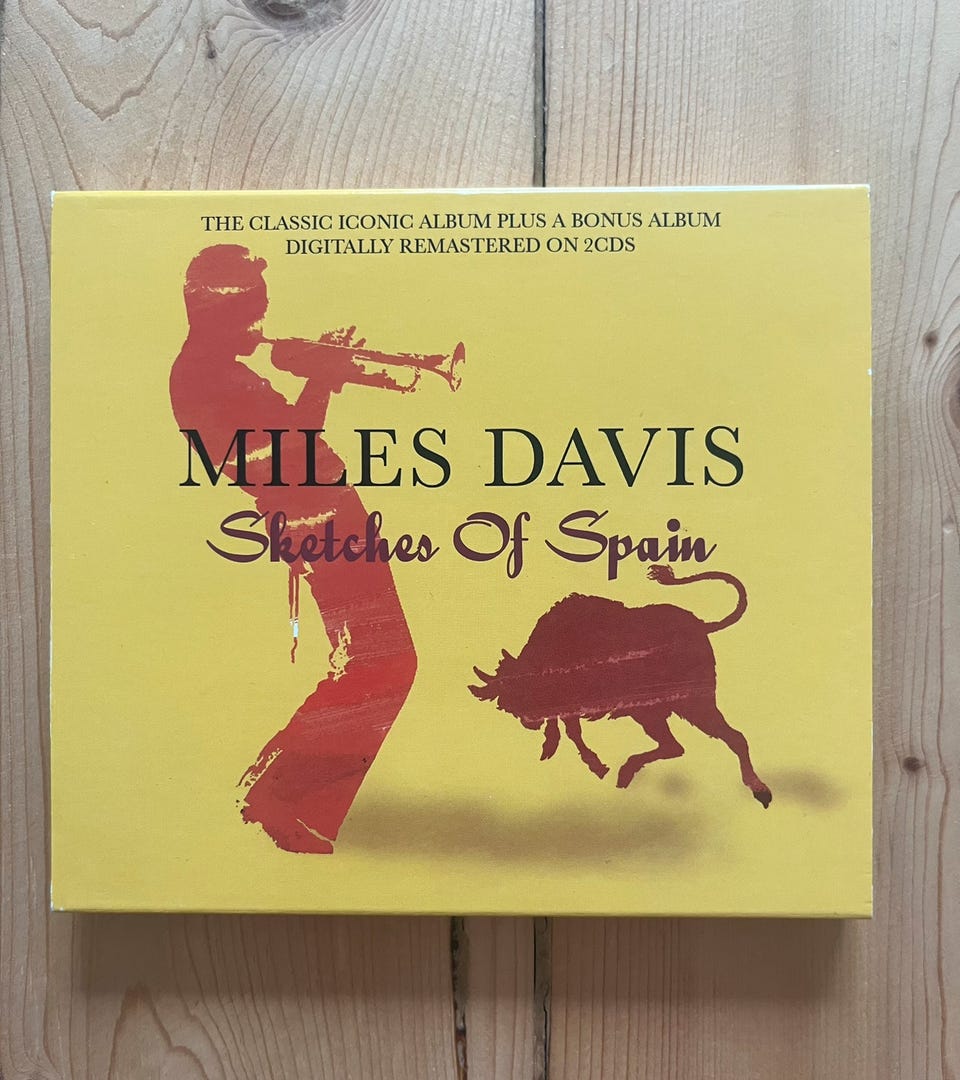 THE CLASSIC ICONIC ALBUM PLUS A BONUS ALBUM
DIGITALLY REMASTERED ON 2CDS
MILES DAVIS
Sketches Of Spain